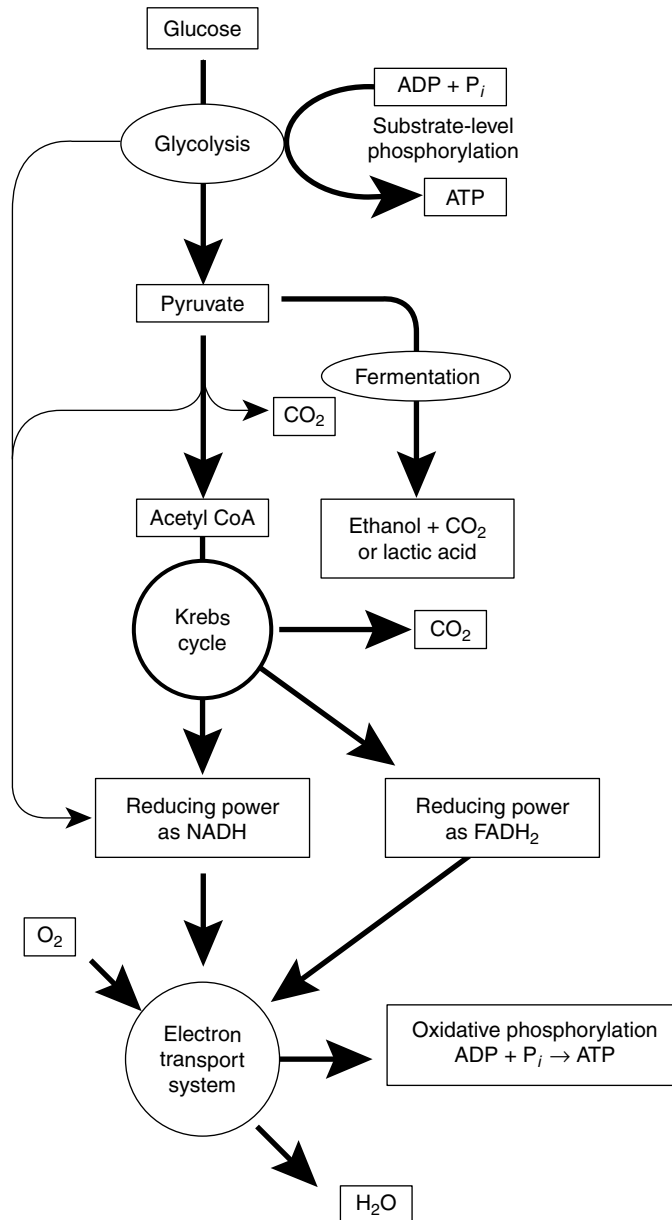 Glucose
ADP + Pᵢ
Substrate-level
phosphorylation
Glycolysis
ATP
Pyruvate
Fermentation
CO₂
Acetyl CoA
Ethanol + CO₂
or lactic acid
Krebs
cycle
CO₂
Reducing power
as NADH
Reducing power
as FADH₂
O₂
Electron
transport
system
Oxidative phosphorylation
ADP + Pᵢ → ATP
H₂O